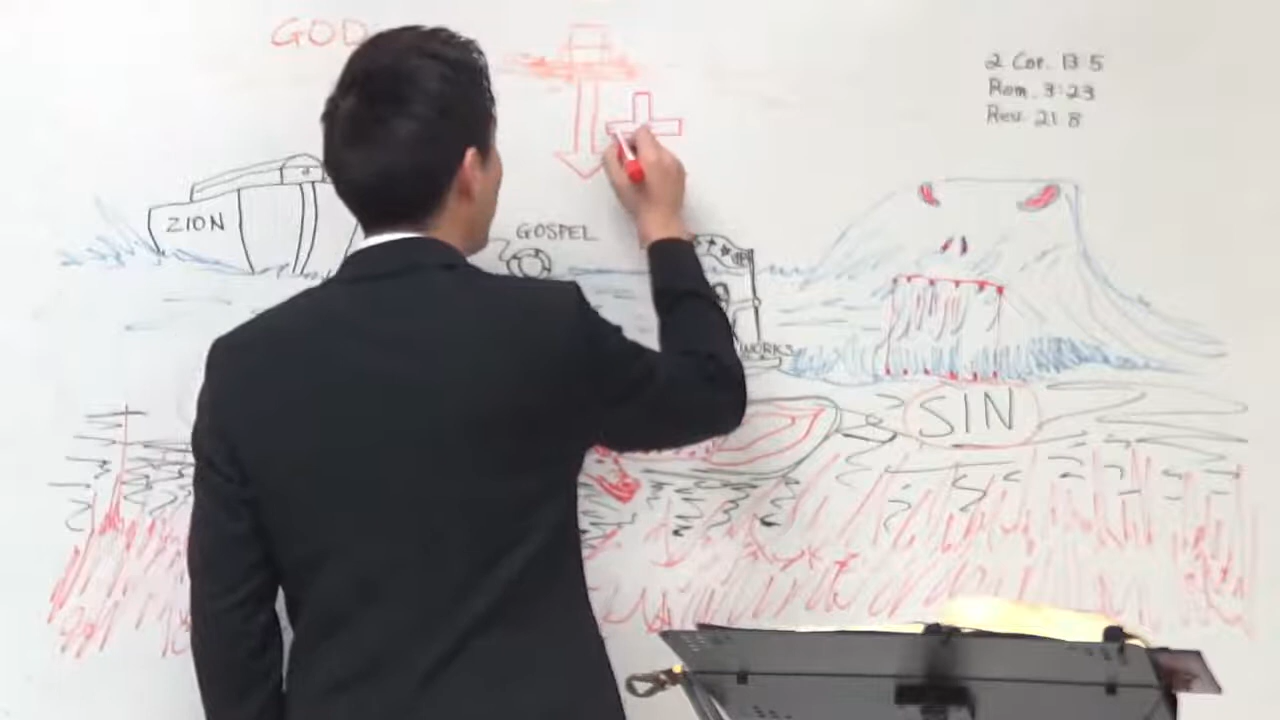 GOD
2 Cor. 13:5
Rom. 3:23
Rev. 21:8
ZION
GOSPEL
WORKS
SIN